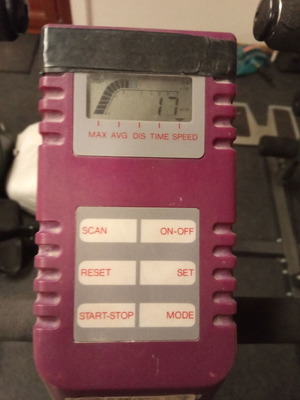 17
MAX AVG DIS TIME SPEED
SCAN ON-OFF
RESET SET
START-STOP MODE